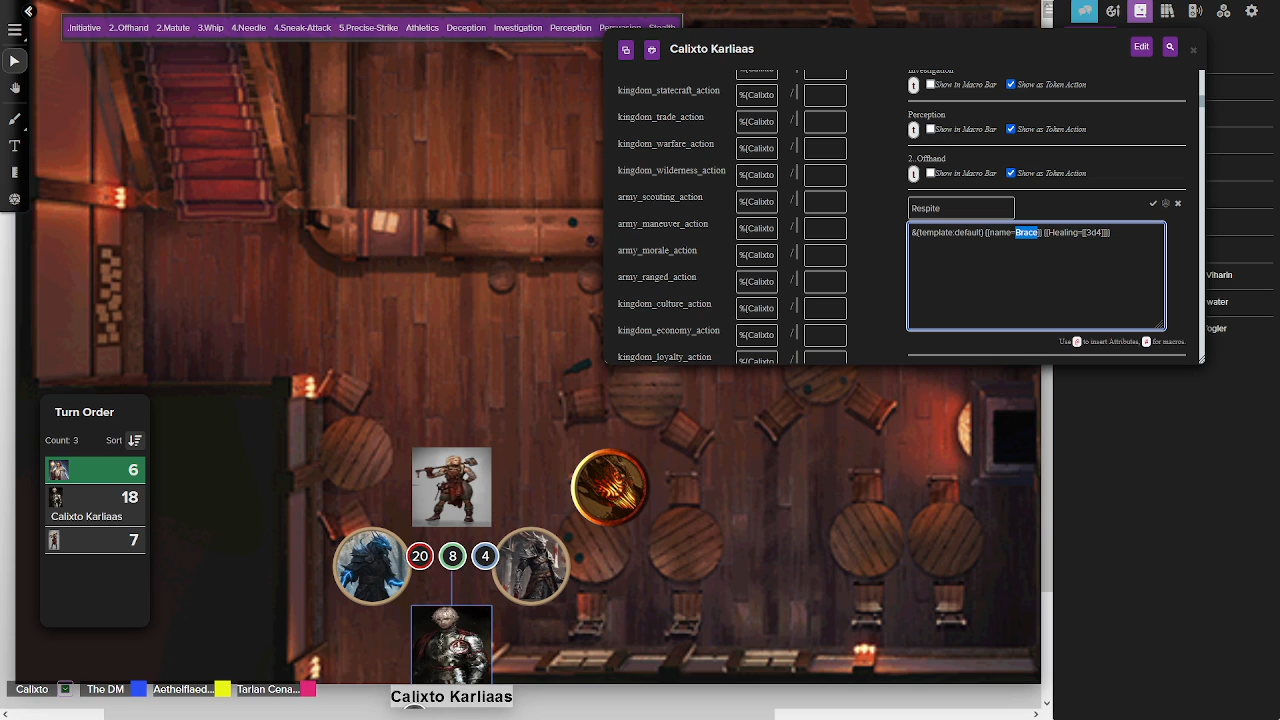 .Initiative 2..Offhand 2.Matute 3.Whip 4.Needle 4.Sneak-Attack 5.Precise-Strike Athletics Deception Investigation Perception
Calixto Karliaas
Edit
kingdom_statecraft_action %{Calixto /
kingdom_trade_action %{Calixto /
kingdom_warfare_action %{Calixto /
kingdom_wilderness_action %{Calixto /
army_scouting_action %{Calixto /
army_maneuver_action %{Calixto /
army_morale_action %{Calixto /
army_ranged_action %{Calixto /
kingdom_culture_action %{Calixto /
kingdom_economy_action %{Calixto /
kingdom_loyalty_action %{Calixto /
Investigation
t Show in Macro Bar Show as Token Action
Perception
t Show in Macro Bar Show as Token Action
2..Offhand
t Show in Macro Bar Show as Token Action
Respite
&{template:default} {{name=Brace}} {{Healing=[[3d4]]}}
Use @ to insert Attributes, # for macros.
water
Turn Order
Count: 3 Sort
6
18
Calixto Karliaas
7
20 8 4
Calixto The DM Aethelflaed... Tarlan Cena...
Calixto Karliaas